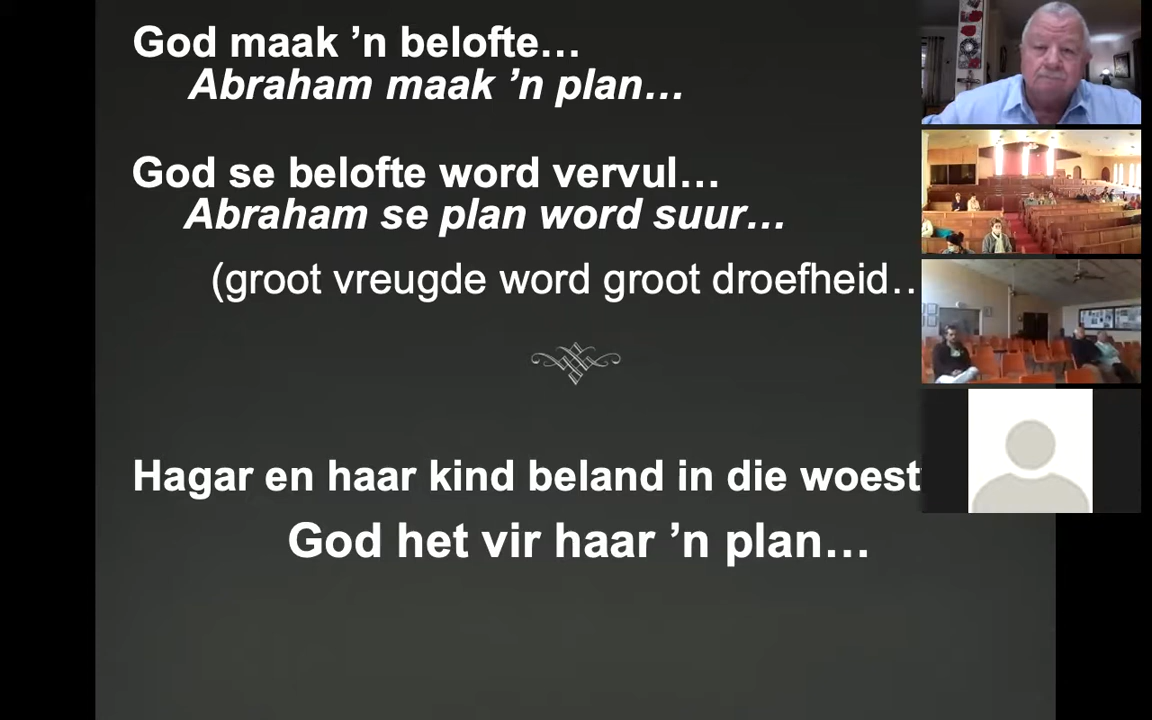 God maak ’n belofte…
Abraham maak ’n plan…
God se belofte word vervul…
Abraham se plan word suur…
(groot vreugde word groot droefheid..
Hagar en haar kind beland in die
God het vir haar ’n plan…